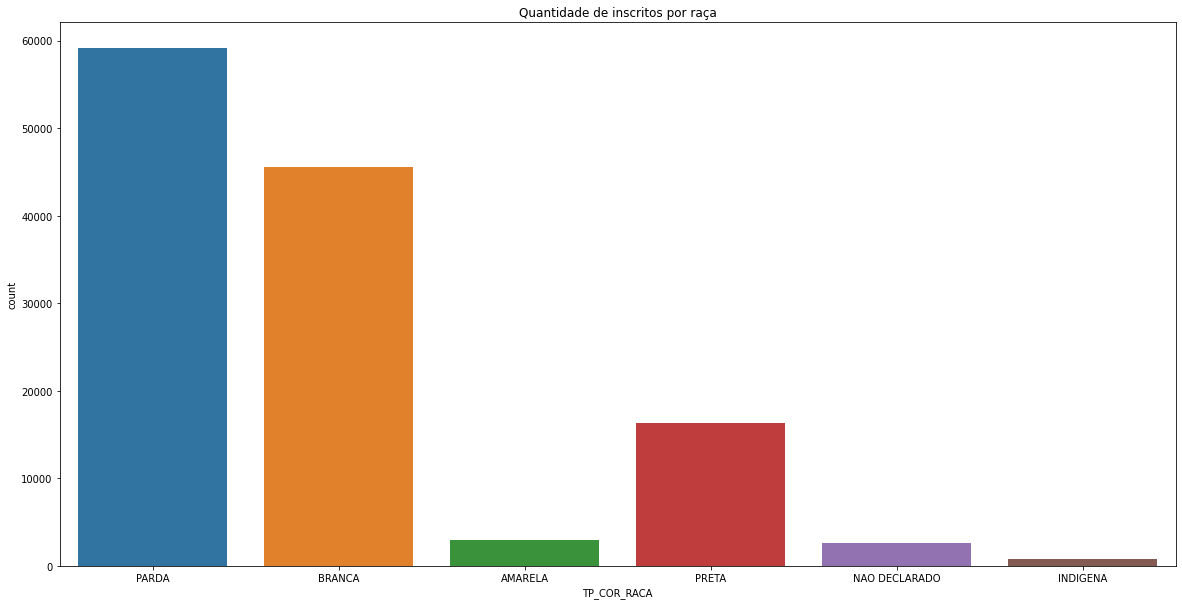 Quantidade de inscritos por raça
60000
50000
40000
30000
20000
10000
0
count
PARDA BRANCA AMARELA PRETA NAO DECLARADO INDIGENA
TP_COR_RACA